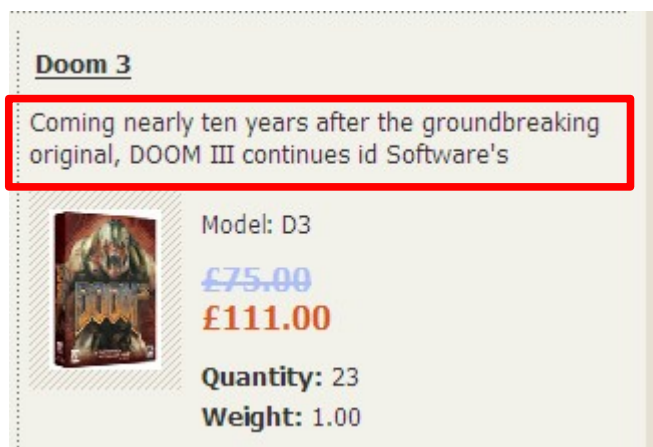 Doom 3
Coming nearly ten years after the groundbreaking
original, DOOM III continues id Software's
Model: D3
DOOM
£75.00
£111.00
Quantity: 23
Weight: 1.00